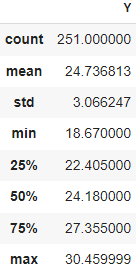 Y
count 251.000000
mean 24.736813
std 3.066247
min 18.670000
25% 22.405000
50% 24.180000
75% 27.355000
max 30.459999